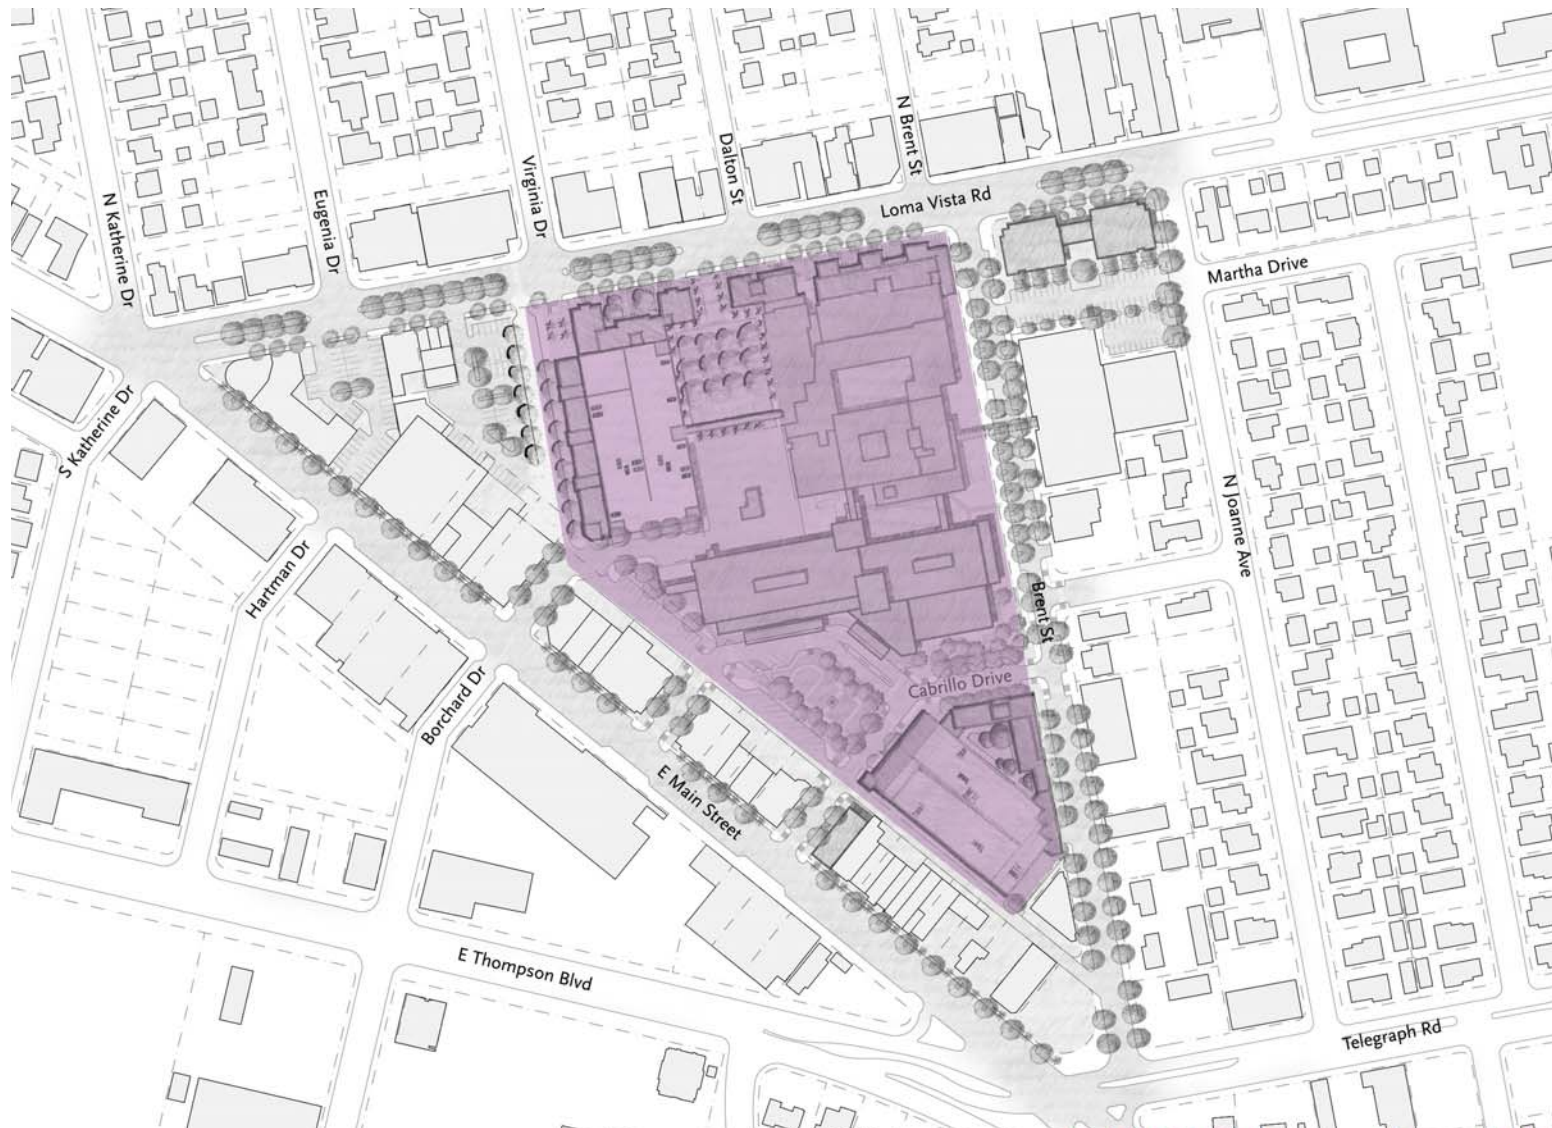 N Brent St
Dalton St
Virginia Dr
Loma Vista Rd
Eugenia Dr
N Katherine Dr
Martha Drive
S Katherine Dr
N Joanne Ave
Hartman Dr
Brent St
Cabrillo Drive
Borchard Dr
E Main Street
E Thompson Blvd
Telegraph Rd